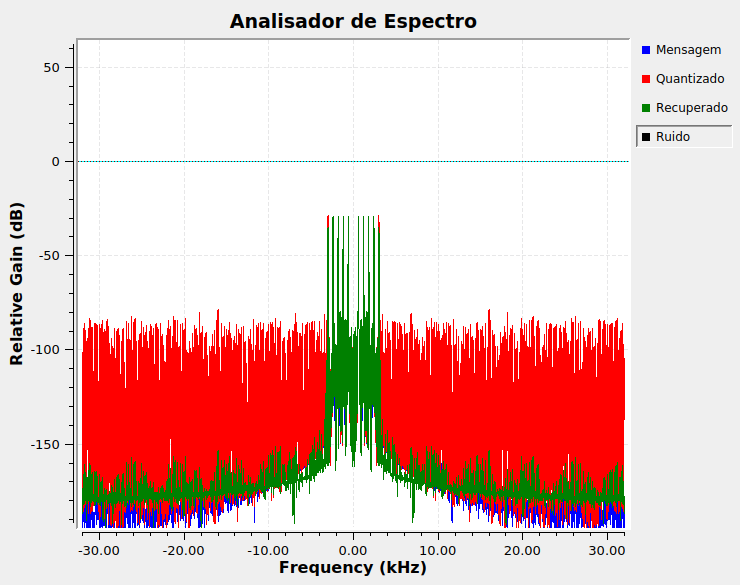 Analisador de Espectro
Mensagem
Quantizado
Recuperado
Ruido
Relative Gain (dB)
50
0
-50
-100
-150
-30.00 -20.00 -10.00 0.00 10.00 20.00 30.00
Frequency (kHz)